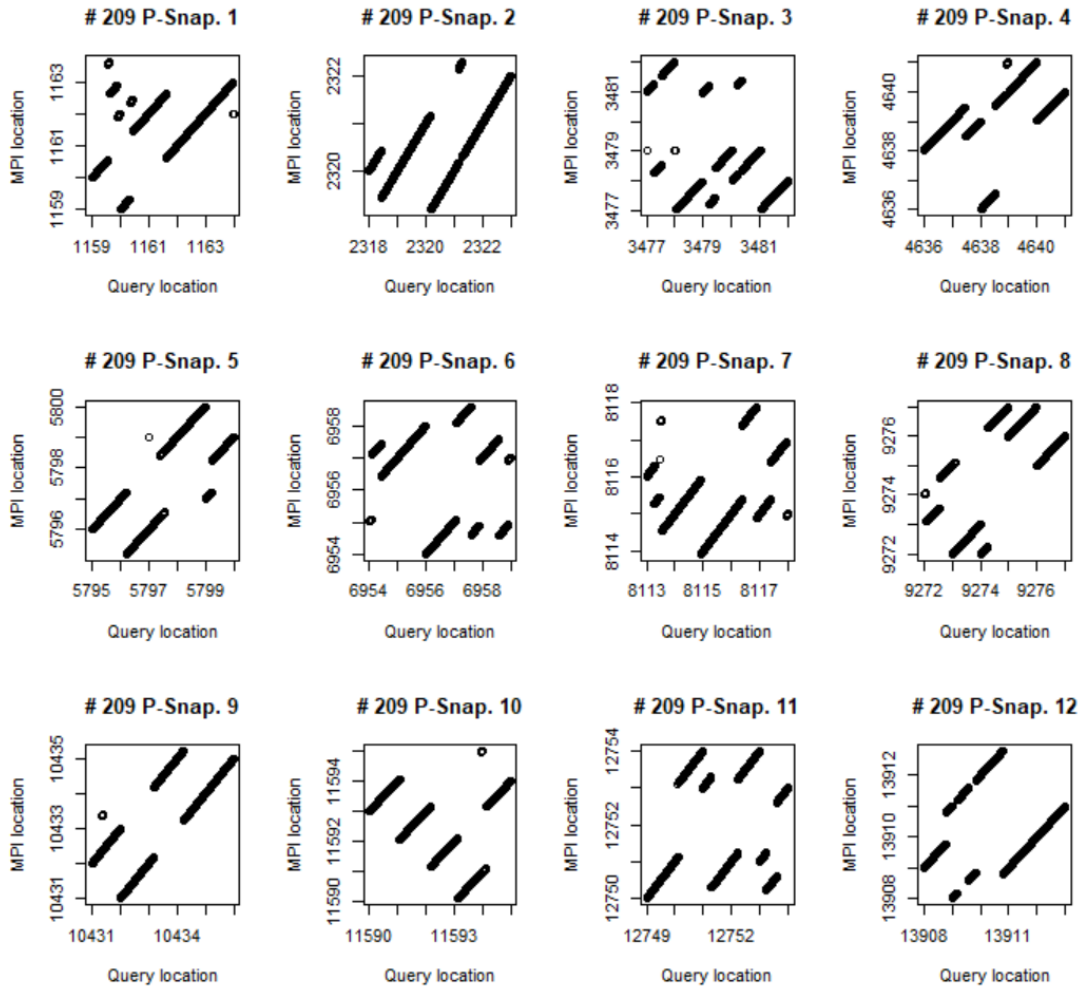 # 209 P-Snap. 1
MPI location
1159 1161 1163
1159 1161 1163
Query location
# 209 P-Snap. 2
MPI location
2320 2322
2318 2320 2322
Query location
# 209 P-Snap. 3
MPI location
3477 3479 3481
3477 3479 3481
Query location
# 209 P-Snap. 4
MPI location
4636 4638 4640
4636 4638 4640
Query location
# 209 P-Snap. 5
MPI location
5796 5798 5800
5795 5797 5799
Query location
# 209 P-Snap. 6
MPI location
6954 6956 6958
6954 6956 6958
Query location
# 209 P-Snap. 7
MPI location
8114 8116 8118
8113 8115 8117
Query location
# 209 P-Snap. 8
MPI location
9272 9274 9276
9272 9274 9276
Query location
# 209 P-Snap. 9
MPI location
10431 10433 10435
10431 10434
Query location
# 209 P-Snap. 10
MPI location
11590 11592 11594
11590 11593
Query location
# 209 P-Snap. 11
MPI location
12750 12752 12754
12749 12752
Query location
# 209 P-Snap. 12
MPI location
13908 13910 13912
13908 13911
Query location